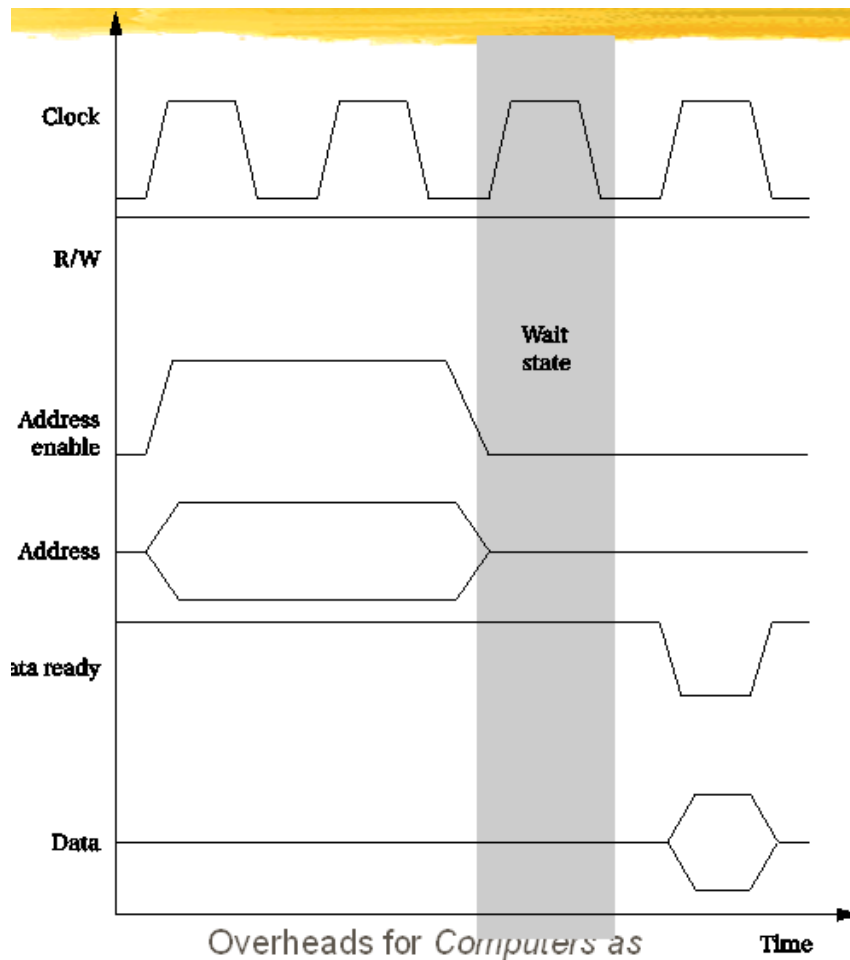 Clock
R/W
Wait
state
Address
enable
Address
ata ready
Data
Overheads for Computers as
Time